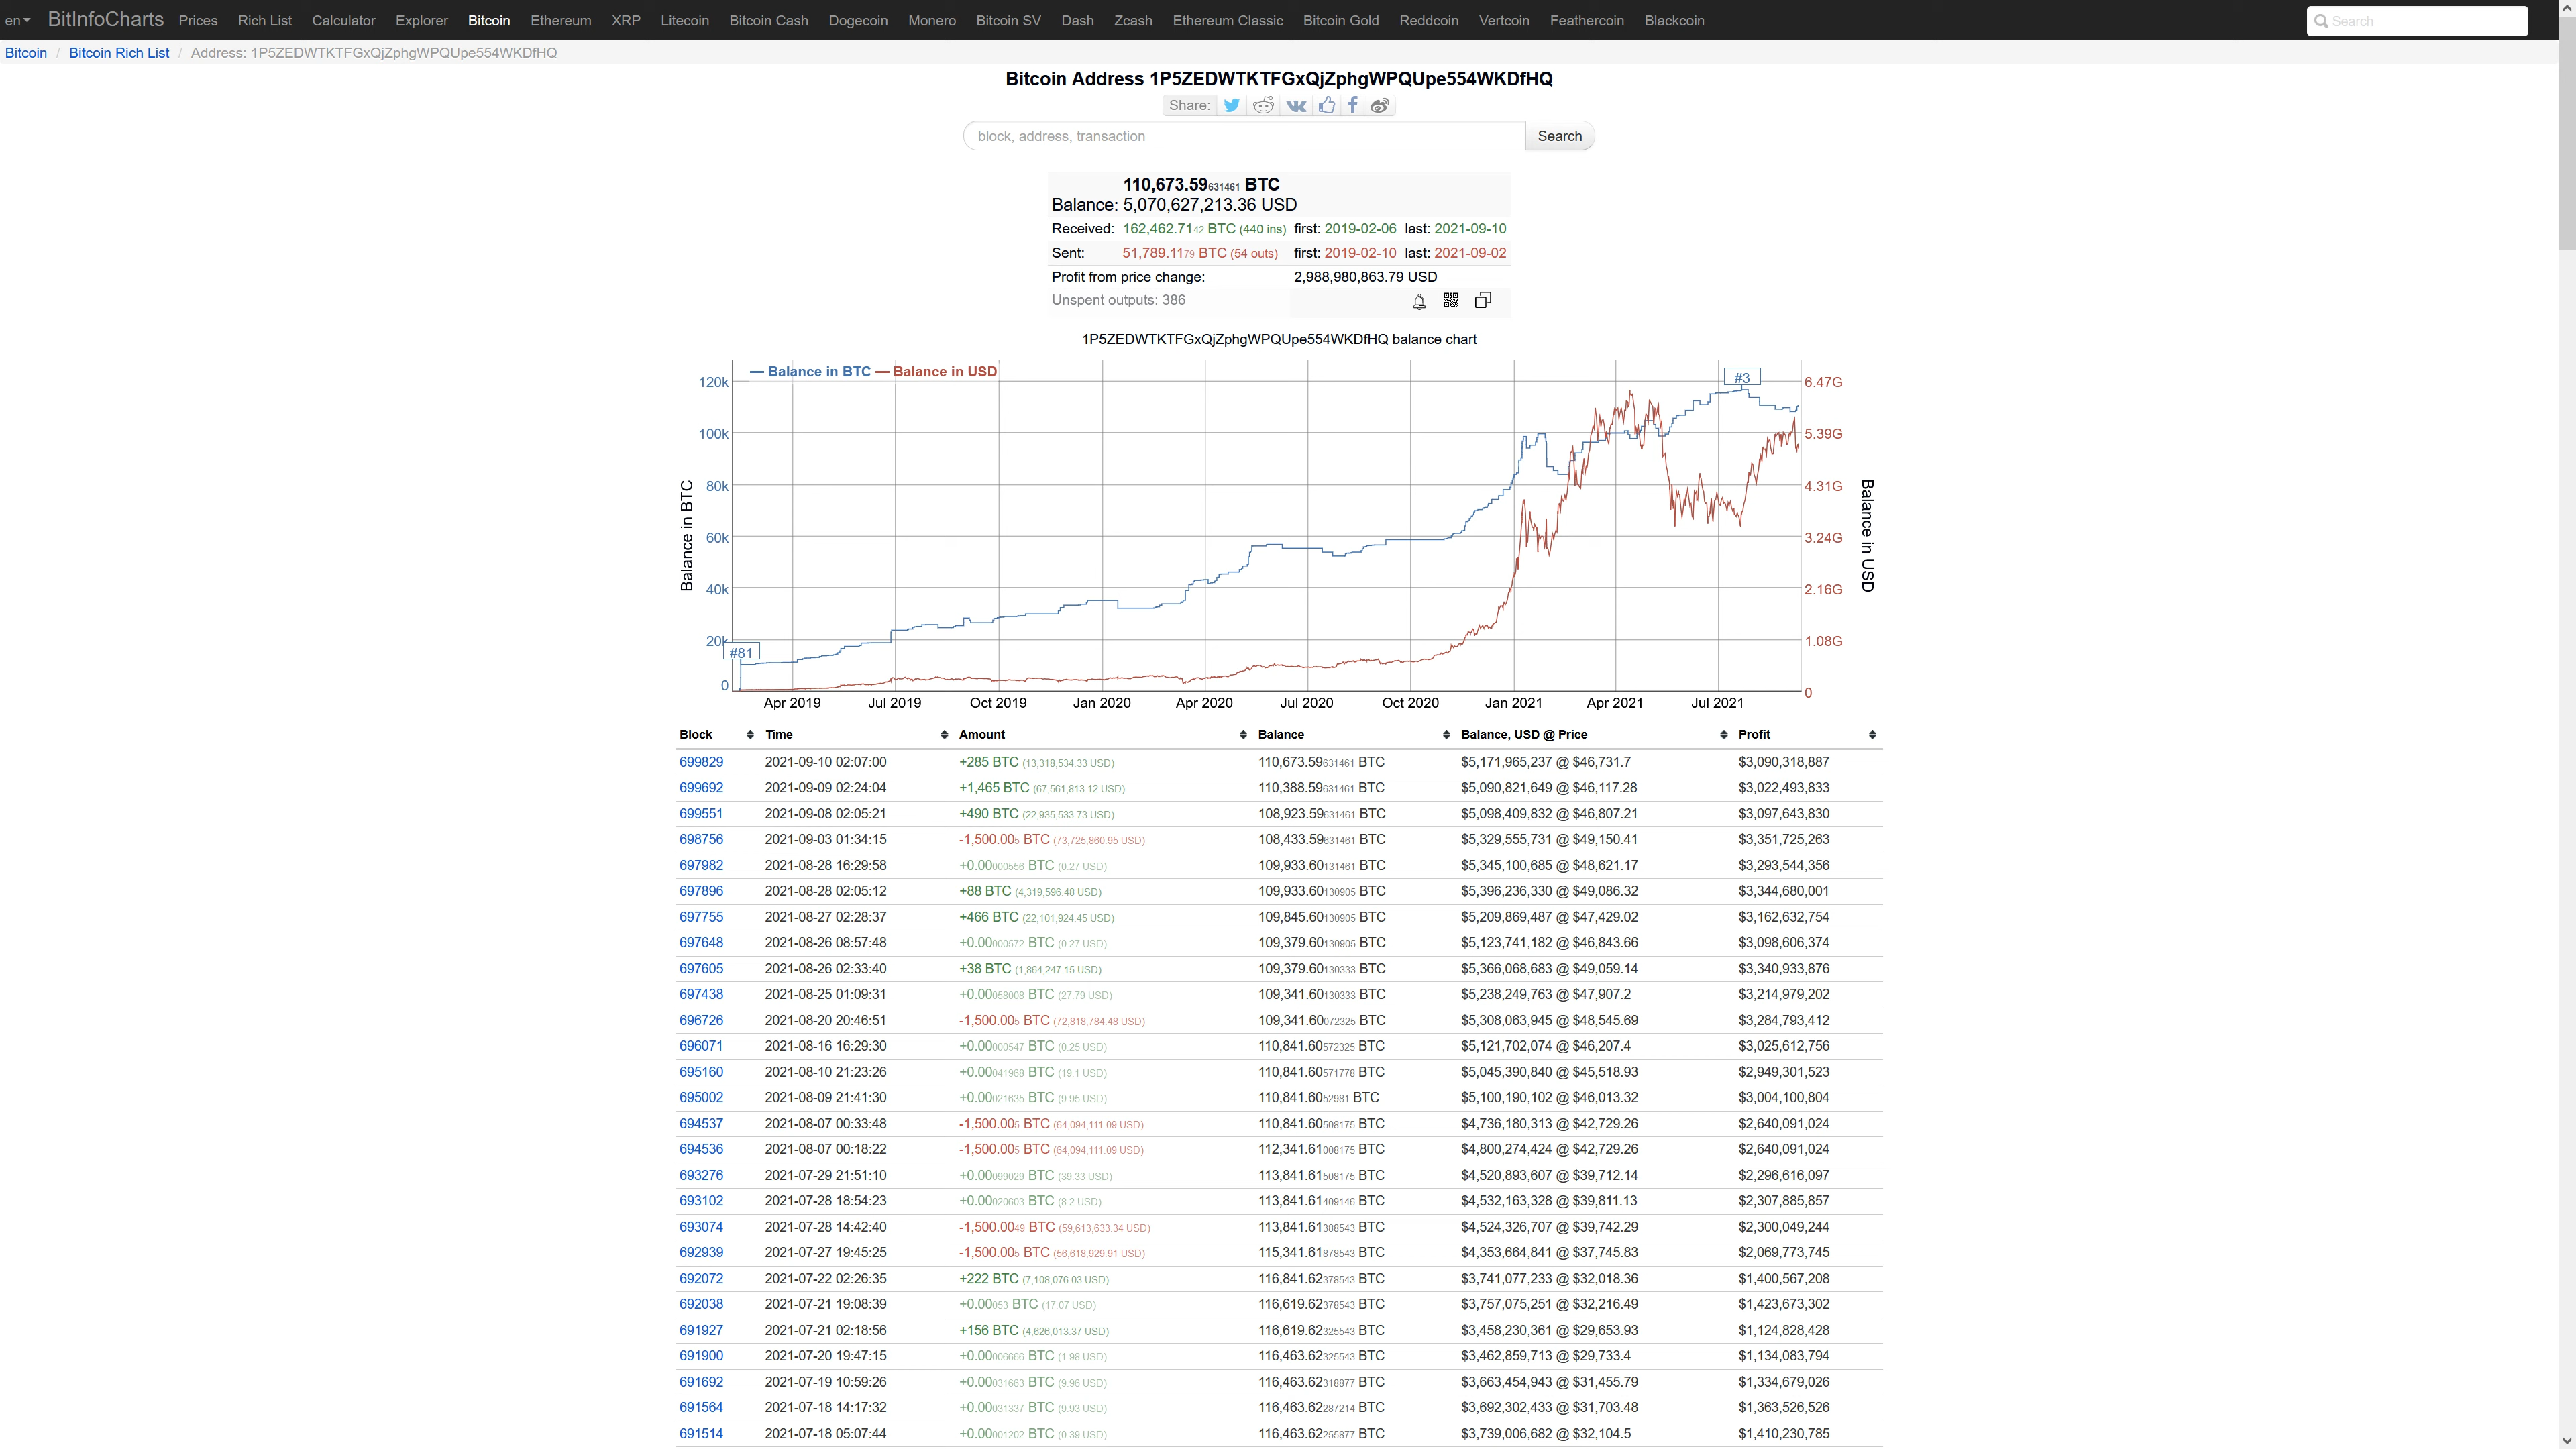 en BitInfoCharts Prices Rich List Calculator Explorer Bitcoin Ethereum XRP Litecoin Bitcoin Cash Dogecoin Monero Bitcoin SV Dash Zcash Ethereum Classic Bitcoin Gold Reddcoin Vertcoin Feathercoin Blackcoin Search
Bitcoin / Bitcoin Rich List / Address: 1P5ZEDWTKTFGxQjZphgWPQUpe554WKDfHQ
Bitcoin Address 1P5ZEDWTKTFGxQjZphgWPQUpe554WKDfHQ
Share:
block, address, transaction Search
110,673.59631461 BTC
Balance: 5,070,627,213.36 USD
Received: 162,462.7142 BTC (440 ins) first: 2019-02-06 last: 2021-09-10
Sent: 51,789.1179 BTC (54 outs) first: 2019-02-10 last: 2021-09-02
Profit from price change: 2,988,980,863.79 USD
Unspent outputs: 386
1P5ZEDWTKTFGxQjZphgWPQUpe554WKDfHQ balance chart
Balance in BTC Balance in USD
#3
120k 6.47G
100k 5.39G
80k 4.31G
60k 3.24G
40k 2.16G
20k 1.08G
#81
0 0
Balance in BTC
Balance in USD
Apr 2019 Jul 2019 Oct 2019 Jan 2020 Apr 2020 Jul 2020 Oct 2020 Jan 2021 Apr 2021 Jul 2021
Block Time Amount Balance Balance, USD @ Price Profit
699829 2021-09-10 02:07:00 +285 BTC (13,318,534.33 USD) 110,673.59631461 BTC $5,171,965,237 @ $46,731.7 $3,090,318,887
699692 2021-09-09 02:24:04 +1,465 BTC (67,561,813.12 USD) 110,388.59631461 BTC $5,090,821,649 @ $46,117.28 $3,022,493,833
699551 2021-09-08 02:05:21 +490 BTC (22,935,533.73 USD) 108,923.59631461 BTC $5,098,409,832 @ $46,807.21 $3,097,643,830
698756 2021-09-03 01:34:15 -1,500.005 BTC (73,725,860.95 USD) 108,433.59631461 BTC $5,329,555,731 @ $49,150.41 $3,351,725,263
697982 2021-08-28 16:29:58 +0.00000556 BTC (0.27 USD) 109,933.60131461 BTC $5,345,100,685 @ $48,621.17 $3,293,544,356
697896 2021-08-28 02:05:12 +88 BTC (4,319,596.48 USD) 109,933.60130905 BTC $5,396,236,330 @ $49,086.32 $3,344,680,001
697755 2021-08-27 02:28:37 +466 BTC (22,101,924.45 USD) 109,845.60130905 BTC $5,209,869,487 @ $47,429.02 $3,162,632,754
697648 2021-08-26 08:57:48 +0.00000572 BTC (0.27 USD) 109,379.60130905 BTC $5,123,741,182 @ $46,843.66 $3,098,606,374
697605 2021-08-26 02:33:40 +38 BTC (1,864,247.15 USD) 109,379.60130333 BTC $5,366,068,683 @ $49,059.14 $3,340,933,876
697438 2021-08-25 01:09:31 +0.00058008 BTC (27.79 USD) 109,341.60130333 BTC $5,238,249,763 @ $47,907.2 $3,214,979,202
696726 2021-08-20 20:46:51 -1,500.005 BTC (72,818,784.48 USD) 109,341.60072325 BTC $5,308,063,945 @ $48,545.69 $3,284,793,412
696071 2021-08-16 16:29:30 +0.00000547 BTC (0.25 USD) 110,841.60572325 BTC $5,121,702,074 @ $46,207.4 $3,025,612,756
695160 2021-08-10 21:23:26 +0.00041968 BTC (19.1 USD) 110,841.60571778 BTC $5,045,390,840 @ $45,518.93 $2,949,301,523
695002 2021-08-09 21:41:30 +0.00021635 BTC (9.95 USD) 110,841.6052981 BTC $5,100,190,102 @ $46,013.32 $3,004,100,804
694537 2021-08-07 00:33:48 -1,500.005 BTC (64,094,111.09 USD) 110,841.60508175 BTC $4,736,180,313 @ $42,729.26 $2,640,091,024
694536 2021-08-07 00:18:22 -1,500.005 BTC (64,094,111.09 USD) 112,341.61008175 BTC $4,800,274,424 @ $42,729.26 $2,640,091,024
693276 2021-07-29 21:51:10 +0.00099029 BTC (39.33 USD) 113,841.61508175 BTC $4,520,893,607 @ $39,712.14 $2,296,616,097
693102 2021-07-28 18:54:23 +0.00020603 BTC (8.2 USD) 113,841.61409146 BTC $4,532,163,328 @ $39,811.13 $2,307,885,857
693074 2021-07-28 14:42:40 -1,500.0049 BTC (59,613,633.34 USD) 113,841.61388543 BTC $4,524,326,707 @ $39,742.29 $2,300,049,244
692939 2021-07-27 19:45:25 -1,500.005 BTC (56,618,929.91 USD) 115,341.61878543 BTC $4,353,664,841 @ $37,745.83 $2,069,773,745
692072 2021-07-22 02:26:35 +222 BTC (7,108,076.03 USD) 116,841.62378543 BTC $3,741,077,233 @ $32,018.36 $1,400,567,208
692038 2021-07-21 19:08:39 +0.00053 BTC (17.07 USD) 116,619.62378543 BTC $3,757,075,251 @ $32,216.49 $1,423,673,302
691927 2021-07-21 02:18:56 +156 BTC (4,626,013.37 USD) 116,619.62325543 BTC $3,458,230,361 @ $29,653.93 $1,124,828,428
691900 2021-07-20 19:47:15 +0.00006666 BTC (1.98 USD) 116,463.62325543 BTC $3,462,859,713 @ $29,733.4 $1,134,083,794
691692 2021-07-19 10:59:26 +0.00031663 BTC (9.96 USD) 116,463.62318877 BTC $3,663,454,943 @ $31,455.79 $1,334,679,026
691564 2021-07-18 14:17:32 +0.00031337 BTC (9.93 USD) 116,463.62287214 BTC $3,692,302,433 @ $31,703.48 $1,363,526,526
691514 2021-07-18 05:07:44 +0.00001202 BTC (0.39 USD) 116,463.62255877 BTC $3,739,006,682 @ $32,104.5 $1,410,230,785